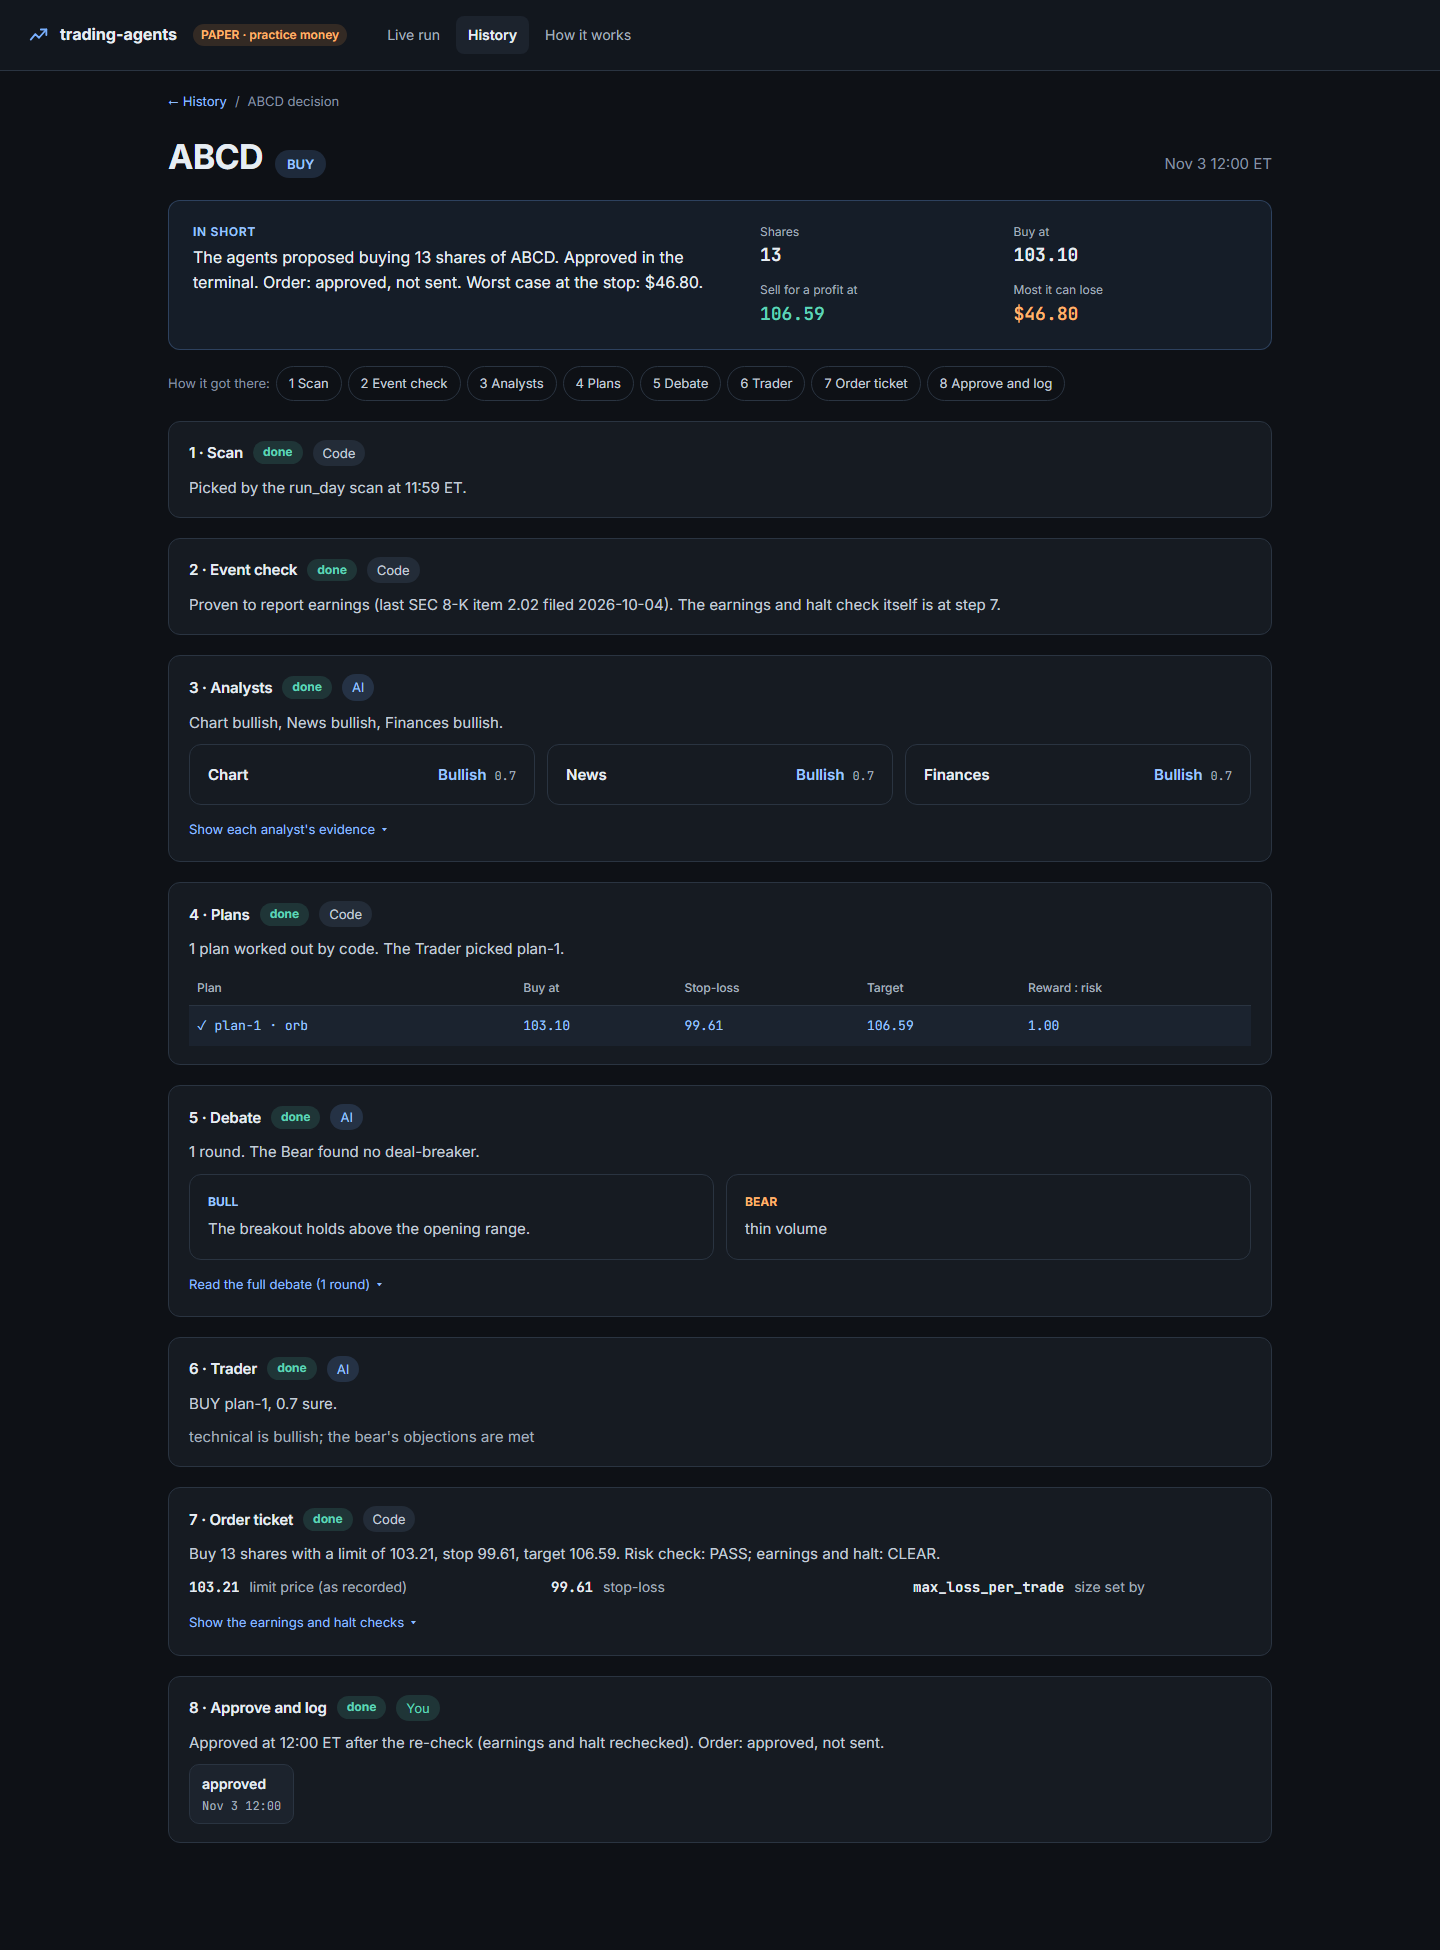 trading-agents PAPER · practice money Live run History How it works
← History / ABCD decision
ABCD BUY Nov 3 12:00 ET
IN SHORT
The agents proposed buying 13 shares of ABCD. Approved in the
terminal. Order: approved, not sent. Worst case at the stop: $46.80.
Shares Buy at
13 103.10
Sell for a profit at Most it can lose
106.59 $46.80
How it got there: 1 Scan 2 Event check 3 Analysts 4 Plans 5 Debate 6 Trader 7 Order ticket 8 Approve and log
1 · Scan done Code
Picked by the run_day scan at 11:59 ET.
2 · Event check done Code
Proven to report earnings (last SEC 8-K item 2.02 filed 2026-10-04). The earnings and halt check itself is at step 7.
3 · Analysts done AI
Chart bullish, News bullish, Finances bullish.
Chart Bullish 0.7 News Bullish 0.7 Finances Bullish 0.7
Show each analyst's evidence ▾
4 · Plans done Code
1 plan worked out by code. The Trader picked plan-1.
Plan Buy at Stop-loss Target Reward : risk
✓ plan-1 · orb 103.10 99.61 106.59 1.00
5 · Debate done AI
1 round. The Bear found no deal-breaker.
BULL
The breakout holds above the opening range.
BEAR
thin volume
Read the full debate (1 round) ▾
6 · Trader done AI
BUY plan-1, 0.7 sure.
technical is bullish; the bear's objections are met
7 · Order ticket done Code
Buy 13 shares with a limit of 103.21, stop 99.61, target 106.59. Risk check: PASS; earnings and halt: CLEAR.
103.21 limit price (as recorded) 99.61 stop-loss max_loss_per_trade size set by
Show the earnings and halt checks ▾
8 · Approve and log done You
Approved at 12:00 ET after the re-check (earnings and halt rechecked). Order: approved, not sent.
approved
Nov 3 12:00